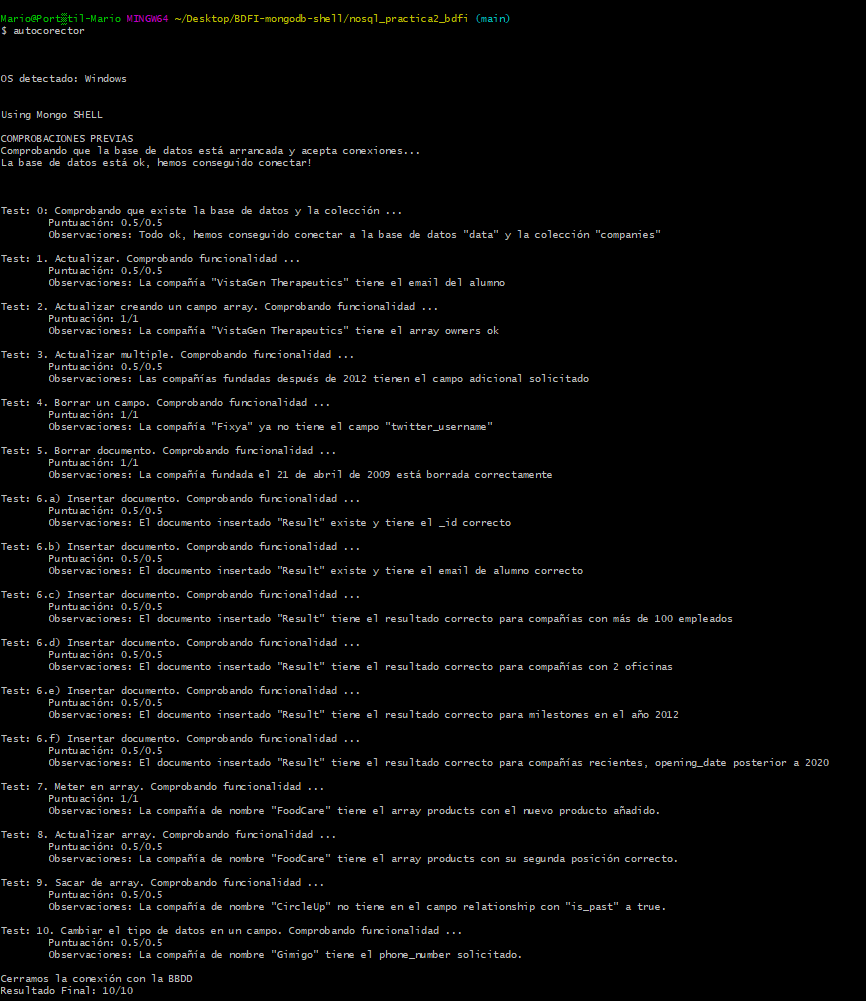 Mario@Port▒til-Mario MINGW64 ~/Desktop/BDFI-mongodb-shell/nosql_practica2_bdfi (main)
$ autocorector
OS detectado: Windows
Using Mongo SHELL
COMPROBACIONES PREVIAS
Comprobando que la base de datos está arrancada y acepta conexiones...
La base de datos está ok, hemos conseguido conectar!
Test: 0: Comprobando que existe la base de datos y la colección ...
Puntuación: 0.5/0.5
Observaciones: Todo ok, hemos conseguido conectar a la base de datos "data" y la colección "companies"
Test: 1. Actualizar. Comprobando funcionalidad ...
Puntuación: 0.5/0.5
Observaciones: La compañía "VistaGen Therapeutics" tiene el email del alumno
Test: 2. Actualizar creando un campo array. Comprobando funcionalidad ...
Puntuación: 1/1
Observaciones: La compañía "VistaGen Therapeutics" tiene el array owners ok
Test: 3. Actualizar multiple. Comprobando funcionalidad ...
Puntuación: 0.5/0.5
Observaciones: Las compañías fundadas después de 2012 tienen el campo adicional solicitado
Test: 4. Borrar un campo. Comprobando funcionalidad ...
Puntuación: 1/1
Observaciones: La compañía "Fixya" ya no tiene el campo "twitter_username"
Test: 5. Borrar documento. Comprobando funcionalidad ...
Puntuación: 1/1
Observaciones: La compañía fundada el 21 de abril de 2009 está borrada correctamente
Test: 6.a) Insertar documento. Comprobando funcionalidad ...
Puntuación: 0.5/0.5
Observaciones: El documento insertado "Result" existe y tiene el _id correcto
Test: 6.b) Insertar documento. Comprobando funcionalidad ...
Puntuación: 0.5/0.5
Observaciones: El documento insertado "Result" existe y tiene el email de alumno correcto
Test: 6.c) Insertar documento. Comprobando funcionalidad ...
Puntuación: 0.5/0.5
Observaciones: El documento insertado "Result" tiene el resultado correcto para compañías con más de 100 empleados
Test: 6.d) Insertar documento. Comprobando funcionalidad ...
Puntuación: 0.5/0.5
Observaciones: El documento insertado "Result" tiene el resultado correcto para compañías con 2 oficinas
Test: 6.e) Insertar documento. Comprobando funcionalidad ...
Puntuación: 0.5/0.5
Observaciones: El documento insertado "Result" tiene el resultado correcto para milestones en el año 2012
Test: 6.f) Insertar documento. Comprobando funcionalidad ...
Puntuación: 0.5/0.5
Observaciones: El documento insertado "Result" tiene el resultado correcto para compañías recientes, opening_date posterior a 2020
Test: 7. Meter en array. Comprobando funcionalidad ...
Puntuación: 1/1
Observaciones: La compañía de nombre "FoodCare" tiene el array products con el nuevo producto añadido.
Test: 8. Actualizar array. Comprobando funcionalidad ...
Puntuación: 0.5/0.5
Observaciones: La compañía de nombre "FoodCare" tiene el array products con su segunda posición correcto.
Test: 9. Sacar de array. Comprobando funcionalidad ...
Puntuación: 0.5/0.5
Observaciones: La compañía de nombre "CircleUp" no tiene en el campo relationship con "is_past" a true.
Test: 10. Cambiar el tipo de datos en un campo. Comprobando funcionalidad ...
Puntuación: 0.5/0.5
Observaciones: La compañía de nombre "Gimigo" tiene el phone_number solicitado.
Cerramos la conexión con la BBDD
Resultado Final: 10/10